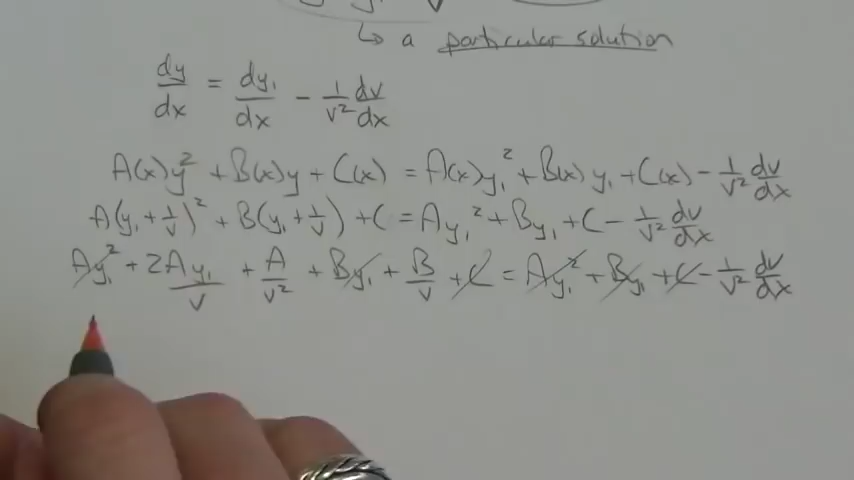 ↳ a particular solution
dy/dx = dy₁/dx - 1/v² dv/dx
A(x)y² + B(x)y + C(x) = A(x)y₁² + B(x)y₁ + C(x) - 1/v² dv/dx
A(y₁ + 1/v)² + B(y₁ + 1/v) + C = Ay₁² + By₁ + C - 1/v² dv/dx
Ay₁² + 2Ay₁/v + A/v² + By₁ + B/v + C = Ay₁² + By₁ + C - 1/v² dv/dx